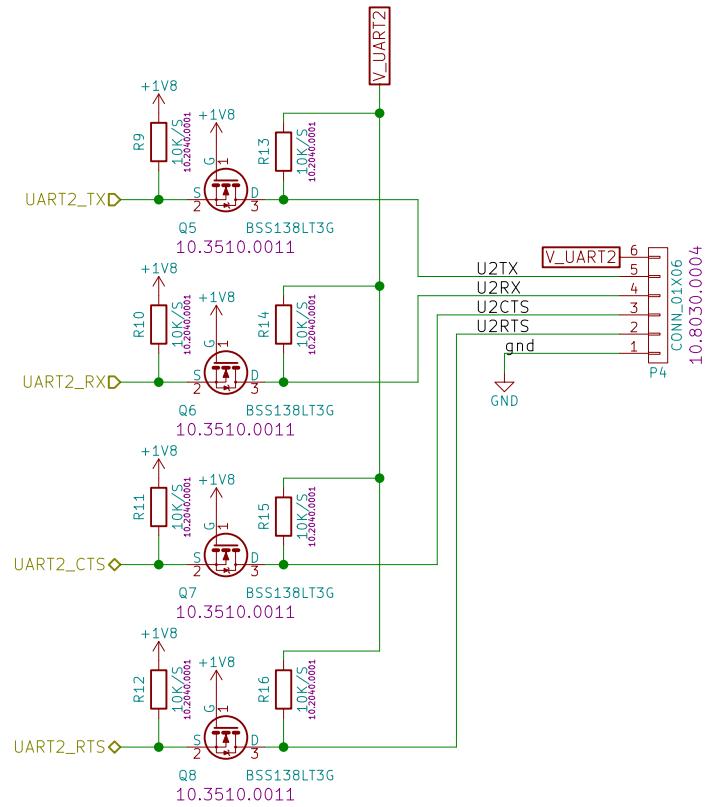 V_UART2
+1V8
R9
10K/S
10.2040.0001
+1V8
G
1
R13
10K/S
10.2040.0001
UART2_TX
S
2
D
3
Q5
BSS138LT3G
10.3510.0011
+1V8
R10
10K/S
10.2040.0001
+1V8
G
1
R14
10K/S
10.2040.0001
UART2_RX
S
2
D
3
Q6
BSS138LT3G
10.3510.0011
+1V8
R11
10K/S
10.2040.0001
+1V8
G
1
R15
10K/S
10.2040.0001
UART2_CTS
S
2
D
3
Q7
BSS138LT3G
10.3510.0011
+1V8
R12
10K/S
10.2040.0001
+1V8
G
1
R16
10K/S
10.2040.0001
UART2_RTS
S
2
D
3
Q8
BSS138LT3G
10.3510.0011
V_UART2
6
U2TX
5
U2RX
4
U2CTS
3
U2RTS
2
gnd
1
GND
P4
CONN_01X06
10.8030.0004